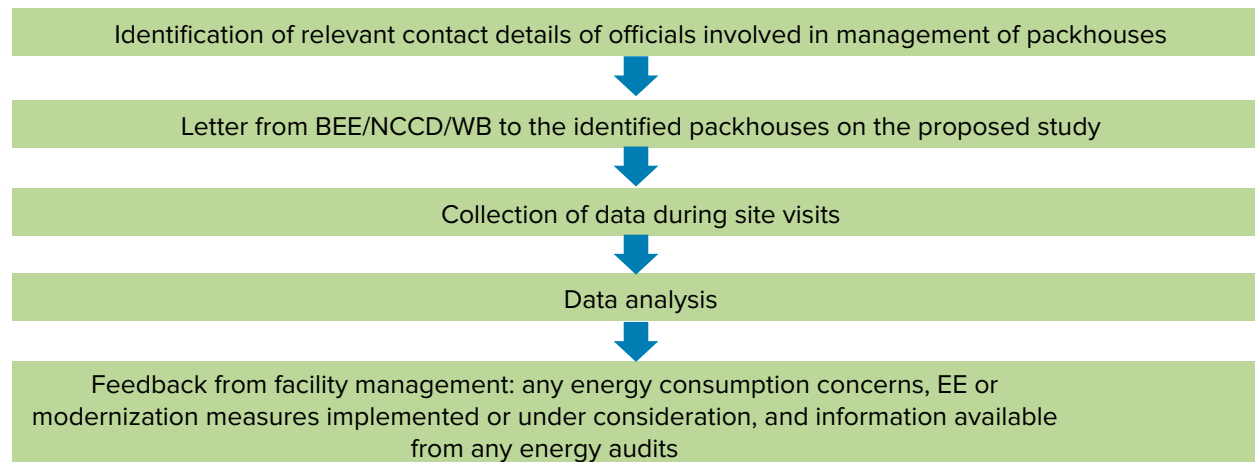 Identification of relevant contact details of officials involved in management of packhouses
Letter from BEE/NCCD/WB to the identified packhouses on the proposed study
Collection of data during site visits
Data analysis
Feedback from facility management: any energy consumption concerns, EE or
modernization measures implemented or under consideration, and information available
from any energy audits